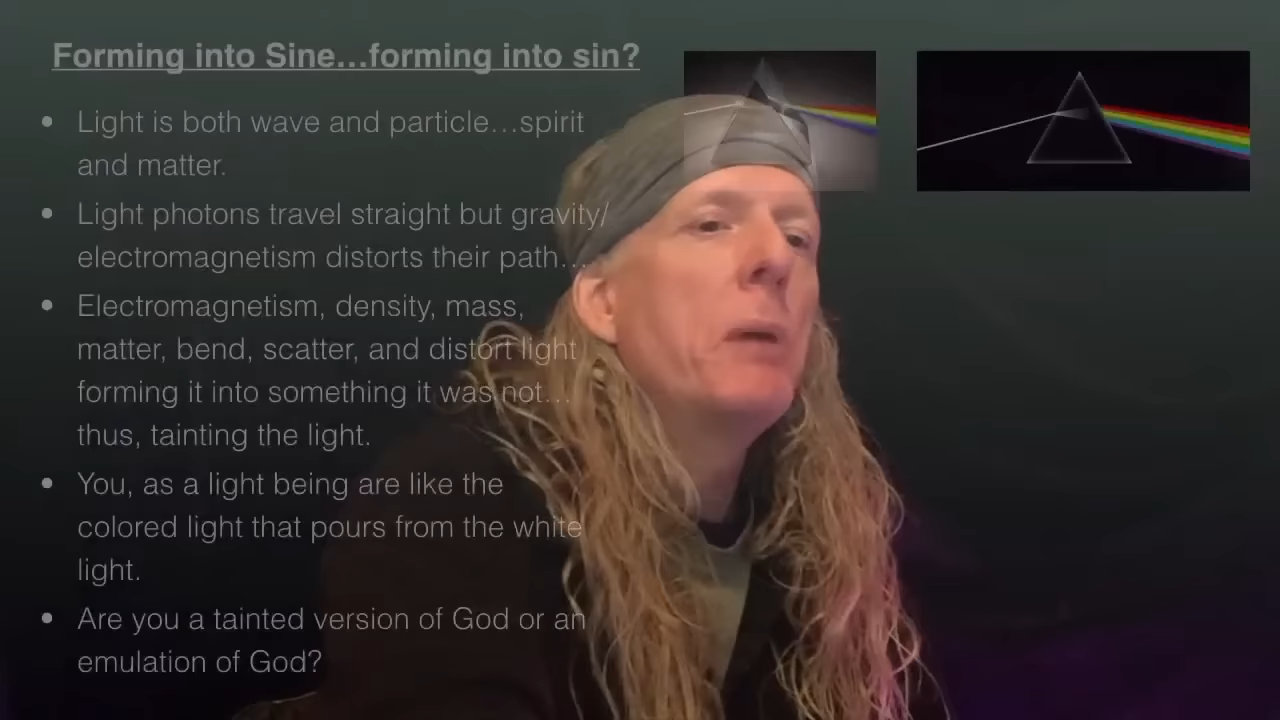 Forming into Sine...forming into sin?
• Light is both wave and particle...spirit
and matter.
• Light photons travel straight but gravity/
electromagnetism distorts their path...
• Electromagnetism, density, mass,
matter, bend, scatter, and distort light
forming it into something it was not...
thus, tainting the light.
• You, as a light being are like the
colored light that pours from the white
light.
• Are you a tainted version of God or an
emulation of God?